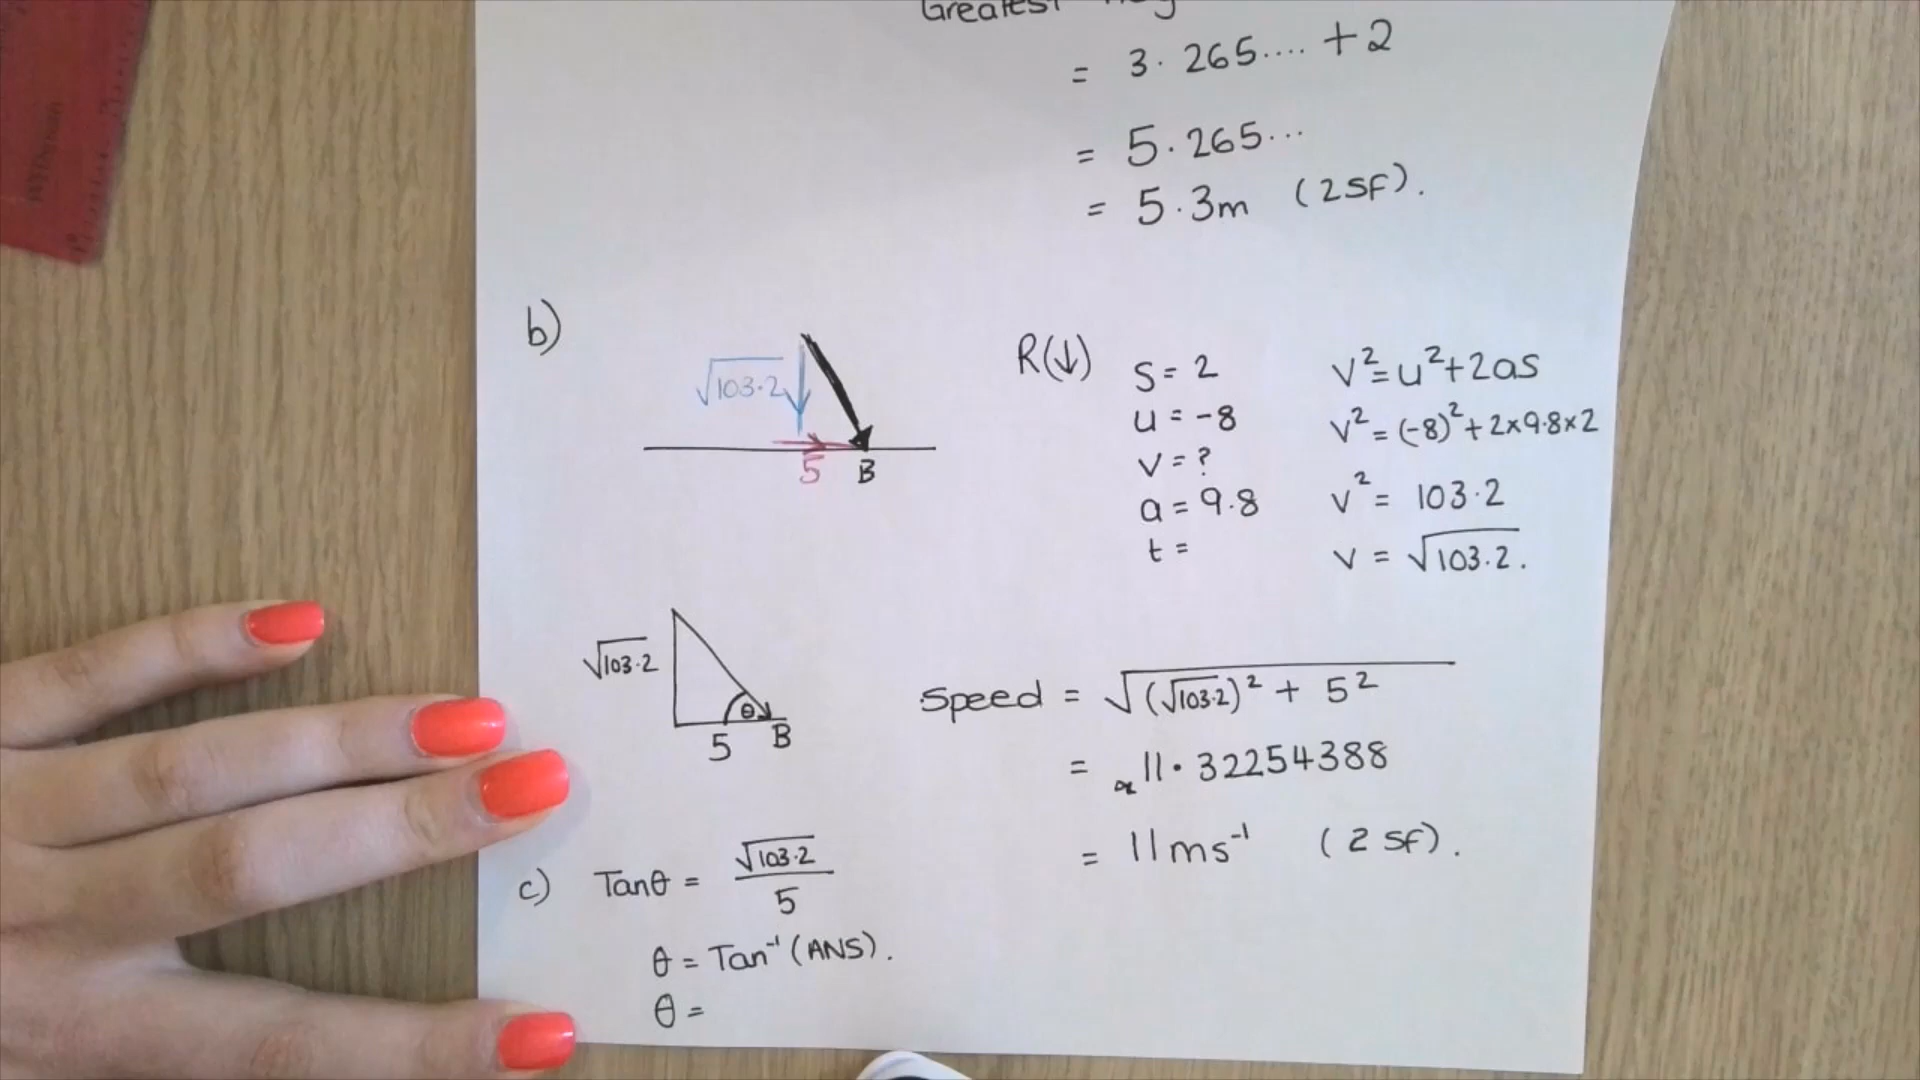 Greatest
= 3.265.... +2
= 5.265...
= 5.3m (2SF).
b)
√103.2
5 B
R(↓)
S = 2
u = -8
v = ?
a = 9.8
t =
v² = u² + 2as
v² = (-8)² + 2×9.8×2
v² = 103.2
v = √103.2.
√103.2
θ
5 B
Speed = √((√103.2)² + 5²)
= 11.32254388
= 11ms⁻¹ (2 SF).
c) Tanθ = √103.2 / 5
θ = Tan⁻¹(ANS).
θ =